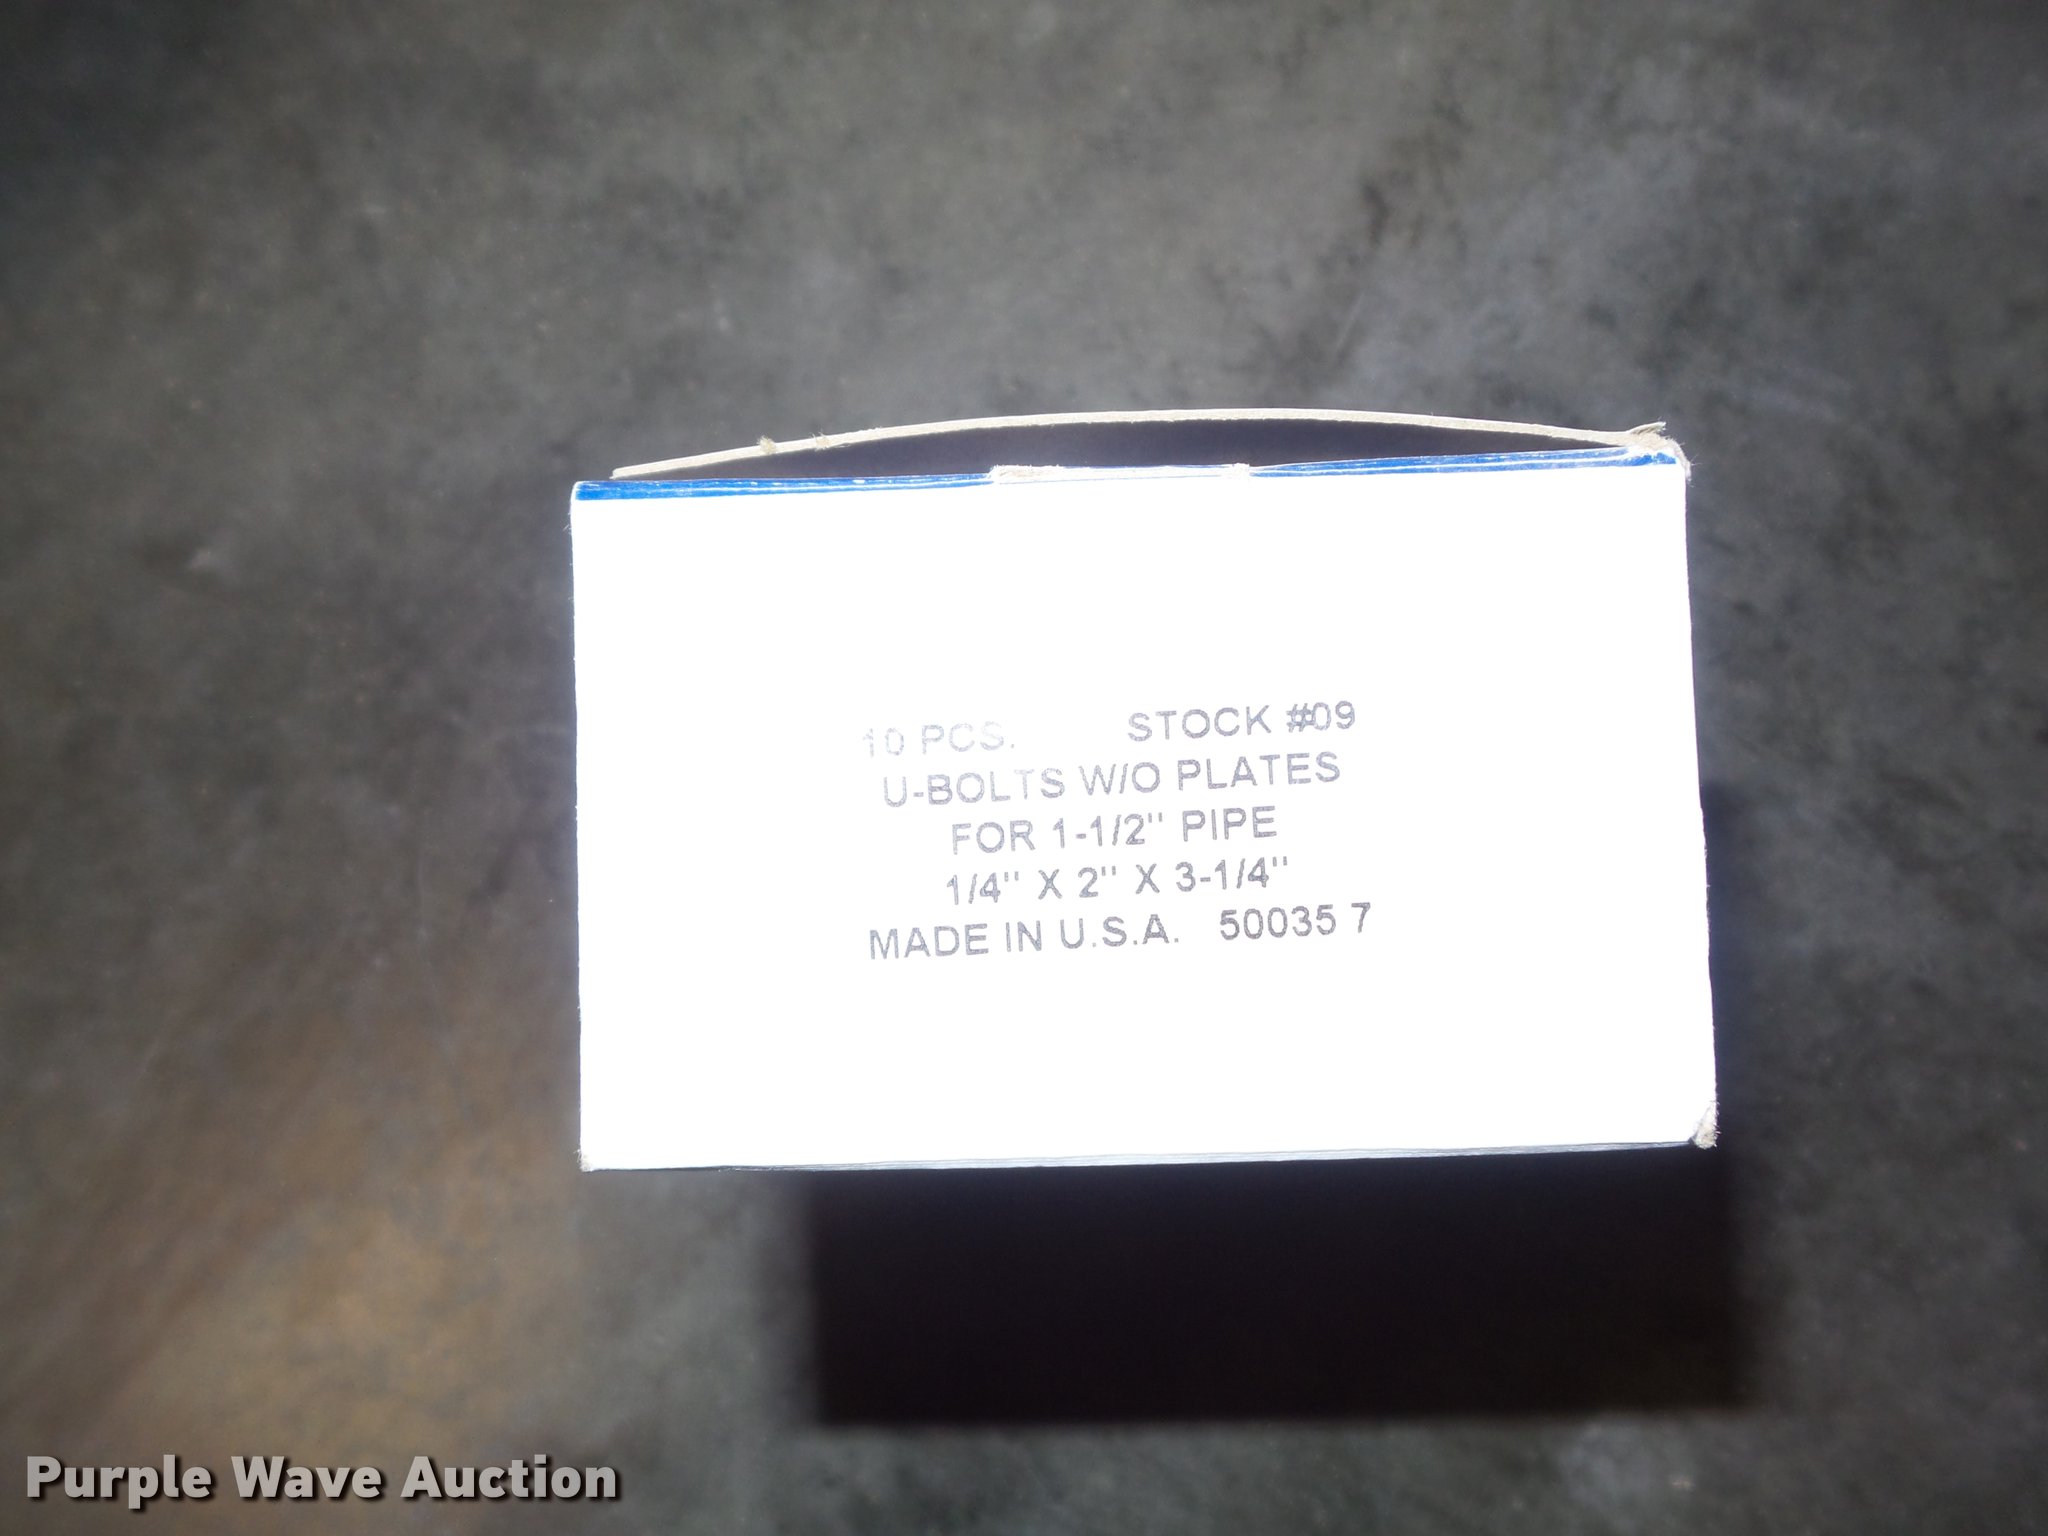 10 PCS. STOCK #09
U-BOLTS W/O PLATES
FOR 1-1/2" PIPE
1/4" X 2" X 3-1/4"
MADE IN U.S.A. 50035 7
Purple Wave Auction